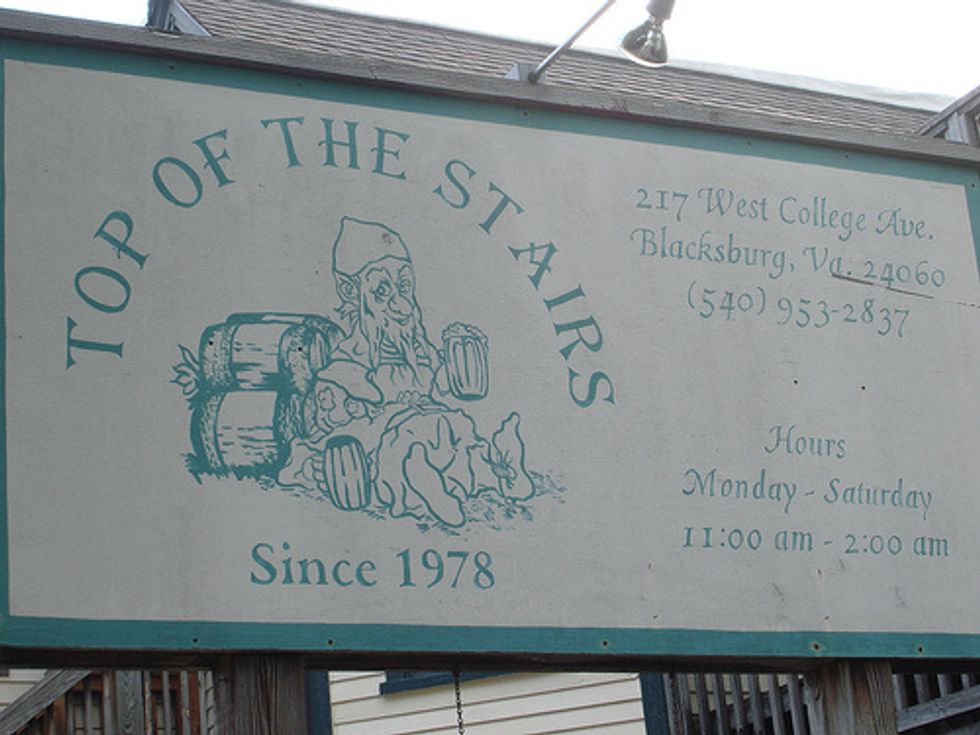 TOP OF THE STAIRS
Since 1978
217 West College Ave.
Blacksburg, Va. 24060
(540) 953-2837
Hours
Monday - Saturday
11:00 am - 2:00 am